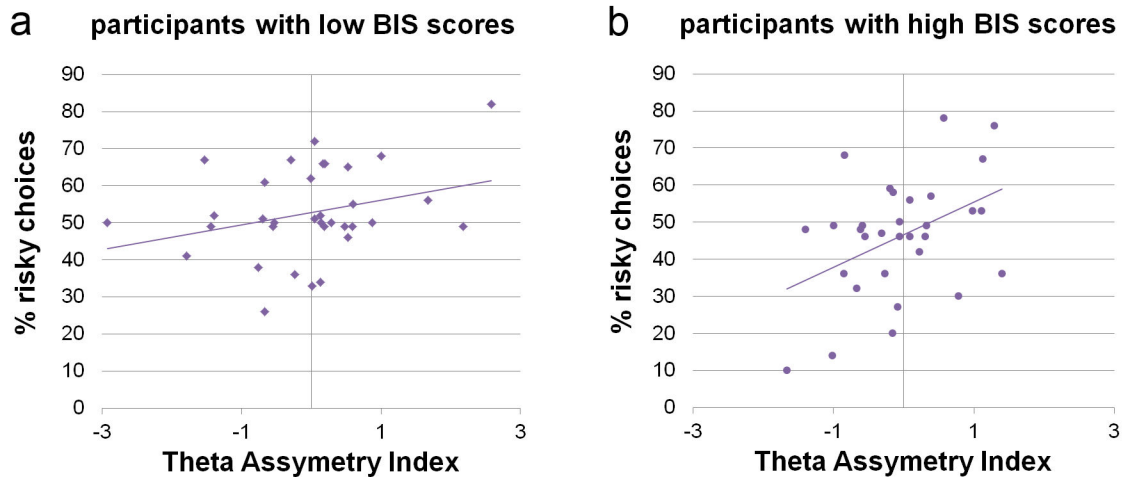 a participants with low BIS scores
90
80
70
60
50
40
30
20
10
0
-3 -1 1 3
% risky choices
Theta Assymetry Index
b participants with high BIS scores
90
80
70
60
50
40
30
20
10
0
-3 -1 1 3
% risky choices
Theta Assymetry Index